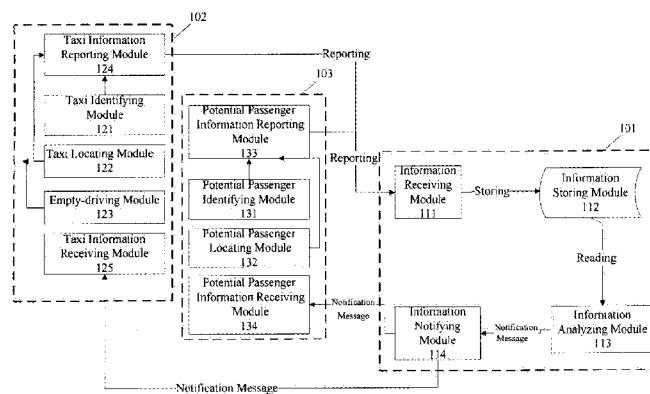 102
Taxi Information
Reporting Module
124
Taxi Identifying
Module
121
Taxi Locating Module
122
Empty-driving Module
123
Taxi Information
Receiving Module
125
Reporting
103
Potential Passenger
Information Reporting
Module
133
Reporting
Potential Passenger
Identifying Module
131
Potential Passenger
Locating Module
132
Potential Passenger
Information Receiving
Module
134
101
Information
Receiving
Module
111
Storing
Information
Storing Module
112
Reading
Information
Analyzing Module
113
Notification
Message
Information
Notifying
Module
114
Notification
Message
Notification Message